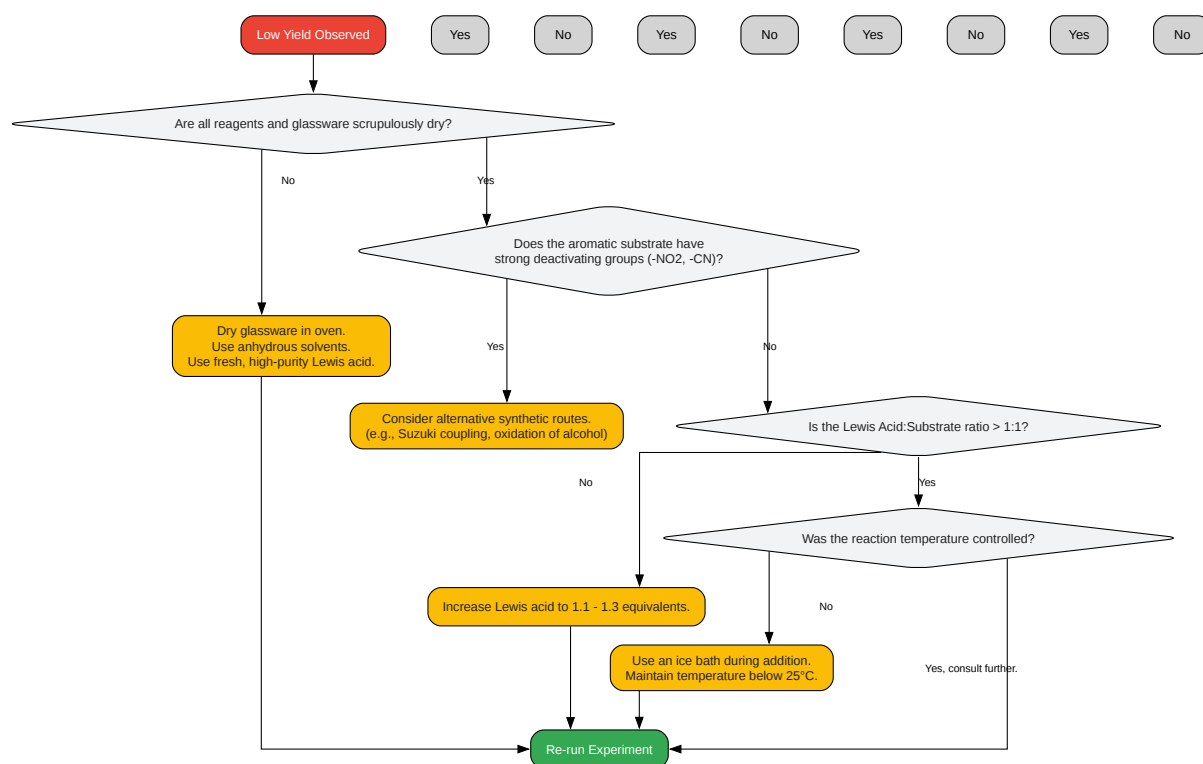 Low Yield Observed
Yes
No
Yes
No
Yes
No
Yes
No
Are all reagents and glassware scrupulously dry?
No
Yes
Does the aromatic substrate have
strong deactivating groups (-NO2, -CN)?
Dry glassware in oven.
Use anhydrous solvents.
Use fresh, high-purity Lewis acid.
Yes
No
Consider alternative synthetic routes.
(e.g., Suzuki coupling, oxidation of alcohol)
Is the Lewis Acid:Substrate ratio > 1:1?
No
Yes
Was the reaction temperature controlled?
Increase Lewis acid to 1.1 - 1.3 equivalents.
No
Use an ice bath during addition.
Maintain temperature below 25°C.
Yes, consult further.
Re-run Experiment